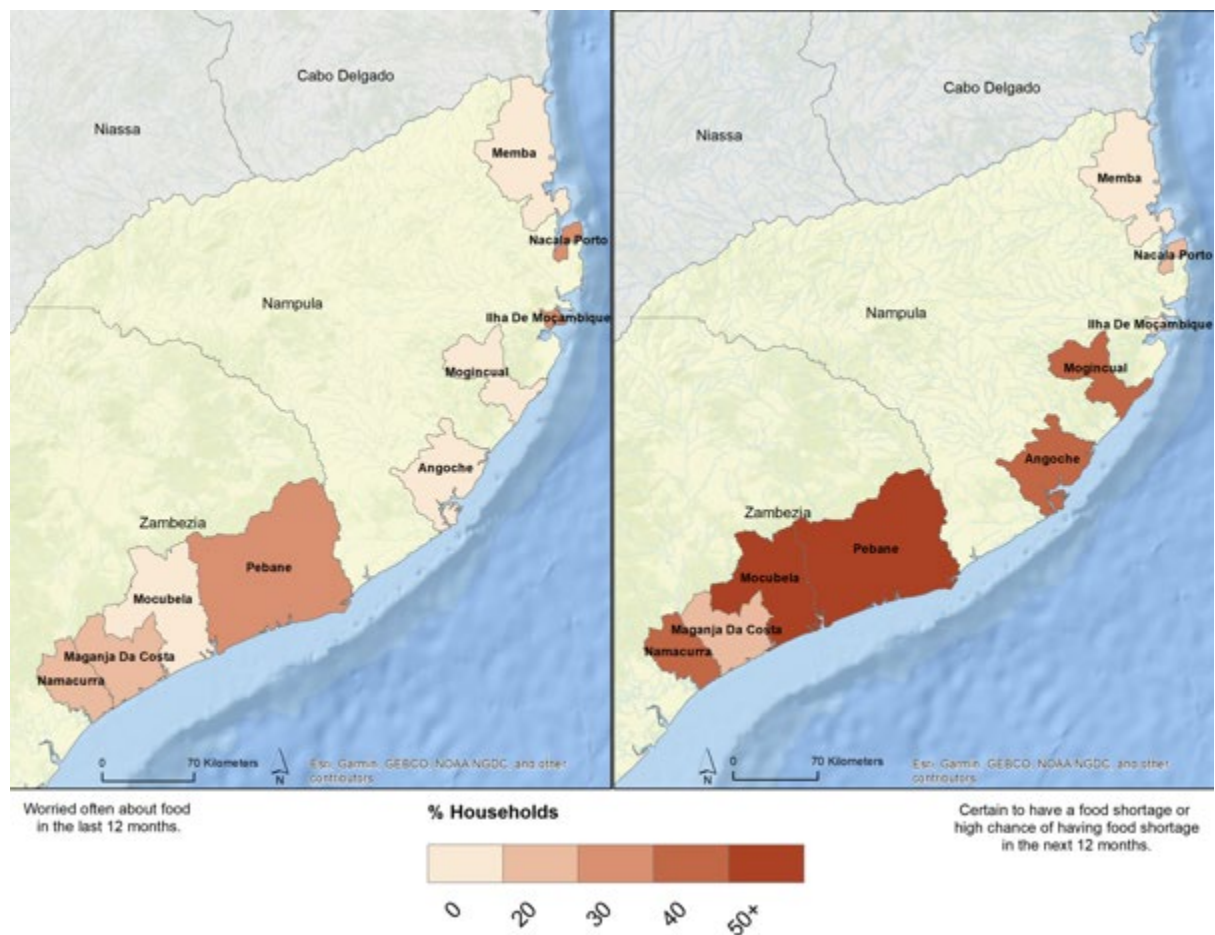 Cabo Delgado
Niassa
Memba
Nacala Porto
Nampula
Ilha De Moçambique
Mogincual
Angoche
Zambezia
Pebane
Mocubela
Maganja Da Costa
Namacurra
0
70 Kilometers
N
Esri, Garmin, GEBCO, NOAA NGDC, and other
contributors
Cabo Delgado
Niassa
Memba
Nacala Porto
Nampula
Ilha De Moçambique
Mogincual
Angoche
Zambezia
Pebane
Mocubela
Maganja Da Costa
Namacurra
0
70 Kilometers
N
Esri, Garmin, GEBCO, NOAA NGDC, and other
contributors
Worried often about food
in the last 12 months.
% Households
0
20
30
40
50+
Certain to have a food shortage or
high chance of having food shortage
in the next 12 months.